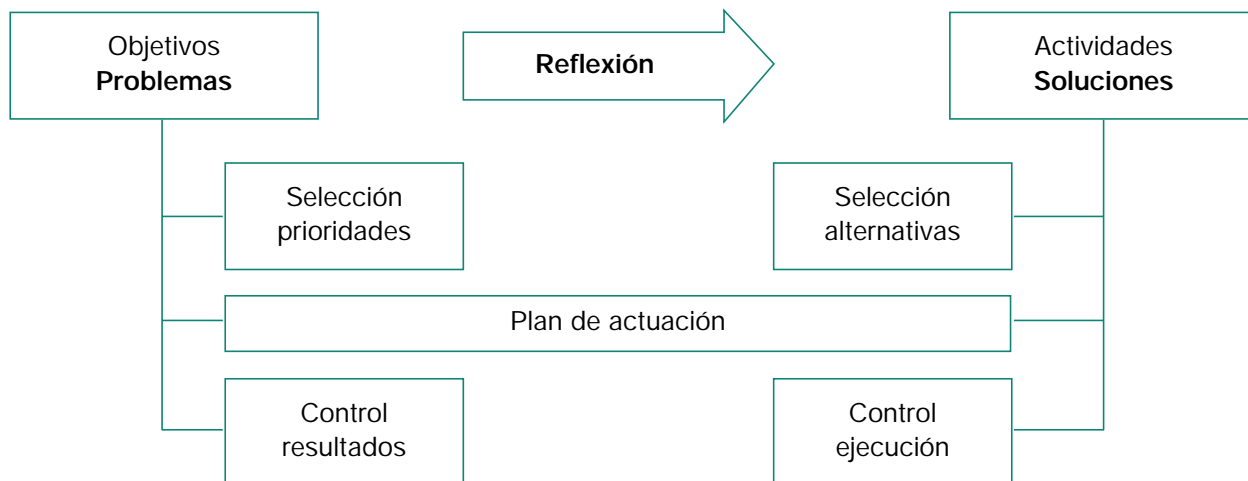 Objetivos
Problemas
Reflexión
Actividades
Soluciones
Selección
prioridades
Selección
alternativas
Plan de actuación
Control
resultados
Control
ejecución